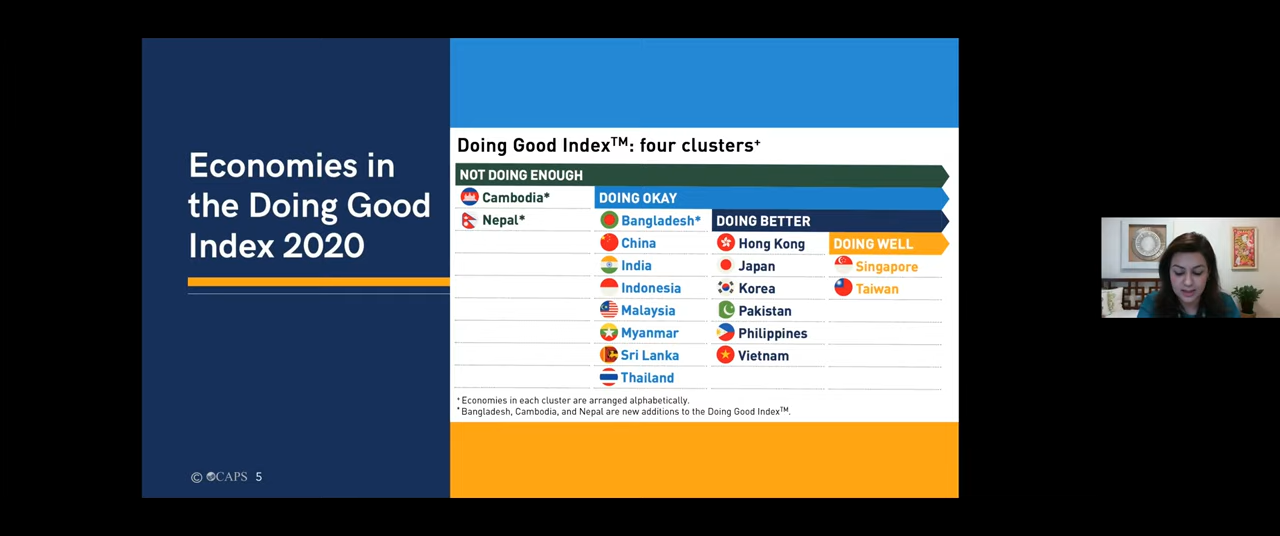 Economies in
the Doing Good
Index 2020
© CAPS 5
Doing Good Index™: four clusters⁺
NOT DOING ENOUGH
Cambodia*
Nepal*
DOING OKAY
Bangladesh*
China
India
Indonesia
Malaysia
Myanmar
Sri Lanka
Thailand
DOING BETTER
Hong Kong
Japan
Korea
Pakistan
Philippines
Vietnam
DOING WELL
Singapore
Taiwan
⁺ Economies in each cluster are arranged alphabetically.
* Bangladesh, Cambodia, and Nepal are new additions to the Doing Good Index™.